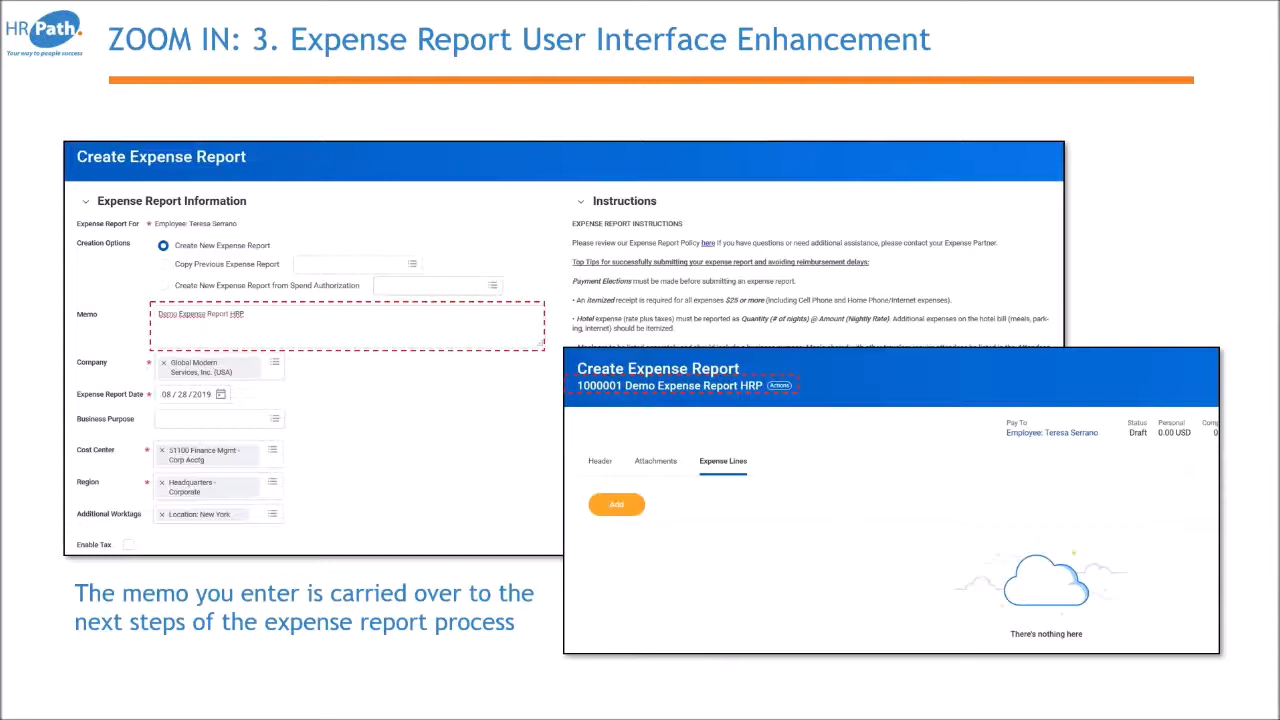 HR Path.
Your way to people success
ZOOM IN: 3. Expense Report User Interface Enhancement
Create Expense Report
Expense Report Information
Expense Report For * Employee: Teresa Serrano
Creation Options
Create New Expense Report
Copy Previous Expense Report
Create New Expense Report from Spend Authorization
Memo
Demo Expense Report HRP
Company * × Global Modern
Services, Inc. (USA)
Expense Report Date * 08 / 28 / 2019
Business Purpose
Cost Center * × 51100 Finance Mgmt -
Corp Acctg
Region * × Headquarters -
Corporate
Additional Worktags × Location: New York
Enable Tax
Instructions
EXPENSE REPORT INSTRUCTIONS
Please review our Expense Report Policy here If you have questions or need additional assistance, please contact your Expense Partner.
Top Tips for successfully submitting your expense report and avoiding reimbursement delays:
Payment Elections must be made before submitting an expense report.
• An itemized receipt is required for all expenses $25 or more (including Cell Phone and Home Phone/Internet expenses).
• Hotel expense (rate plus taxes) must be reported as Quantity (# of nights) @ Amount (Nightly Rate). Additional expenses on the hotel bill (meals, park-
ing, internet) should be itemized.
Create Expense Report
1000001 Demo Expense Report HRP Actions
Pay To
Employee: Teresa Serrano
Status
Draft
Personal
0.00 USD
Header Attachments Expense Lines
Add
There's nothing here
The memo you enter is carried over to the
next steps of the expense report process